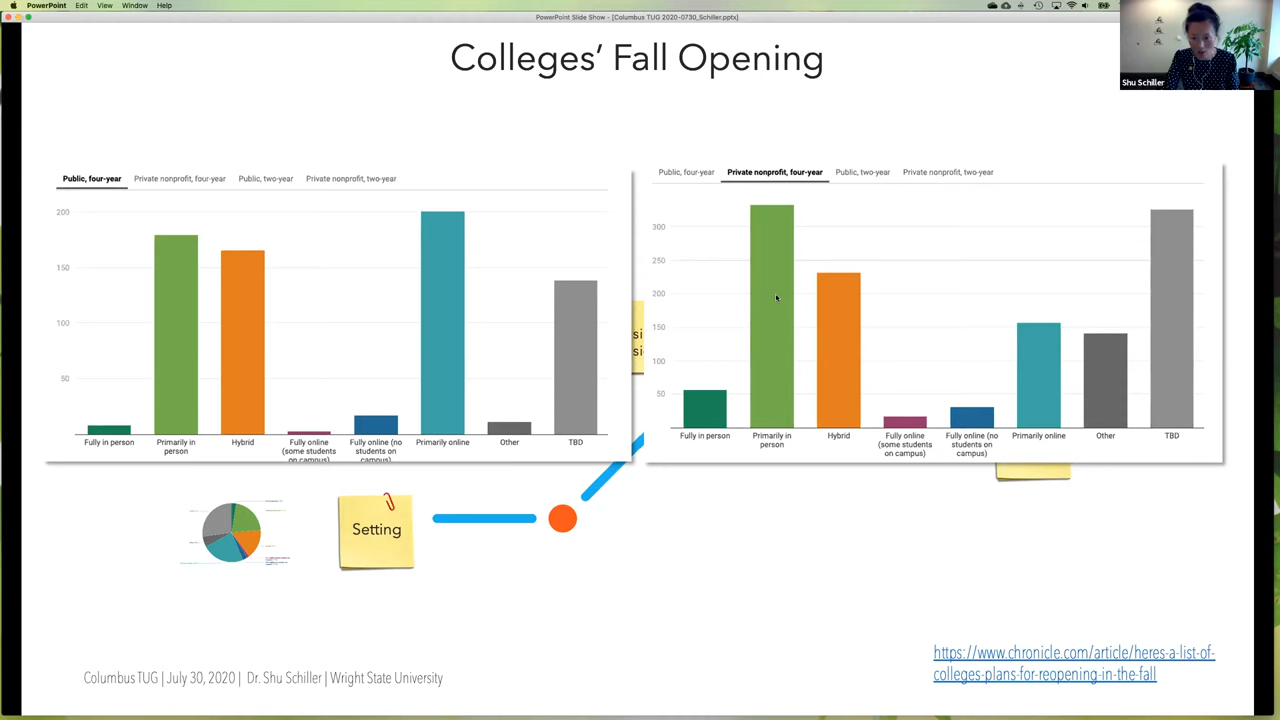 PowerPoint Edit View Window Help
PowerPoint Slide Show - [Columbus TUG 2020-0730_Schiller.pptx]
Colleges' Fall Opening
Shu Schiller
Public, four-year Private nonprofit, four-year Public, two-year Private nonprofit, two-year
200
150
100
50
Fully in person
Primarily in
person
Hybrid
Fully online
(some students
on campus)
Fully online (no
students on
campus)
Primarily online
Other
TBD
Public, four-year Private nonprofit, four-year Public, two-year Private nonprofit, two-year
300
250
200
150
100
50
Fully in person
Primarily in
person
Hybrid
Fully online
(some students
on campus)
Fully online (no
students on
campus)
Primarily online
Other
TBD
Setting
https://www.chronicle.com/article/heres-a-list-of-
colleges-plans-for-reopening-in-the-fall
Columbus TUG | July 30, 2020 | Dr. Shu Schiller | Wright State University